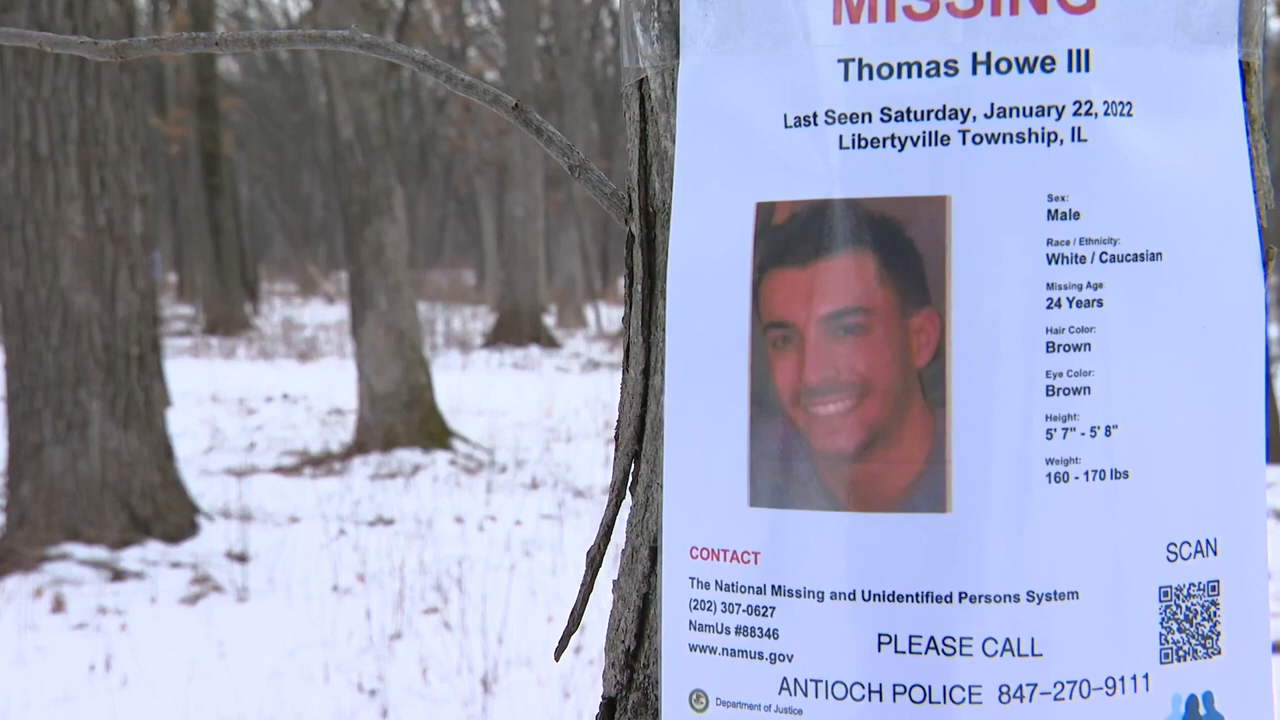 MISSING
Thomas Howe III
Last Seen Saturday, January 22, 2022
Libertyville Township, IL
Sex:
Male
Race / Ethnicity:
White / Caucasian
Missing Age:
24 Years
Hair Color:
Brown
Eye Color:
Brown
Height:
5' 7" - 5' 8"
Weight:
160 - 170 lbs
CONTACT
The National Missing and Unidentified Persons System
(202) 307-0627
NamUs #88346
www.namus.gov
SCAN
PLEASE CALL
ANTIOCH POLICE 847-270-9111
Department of Justice